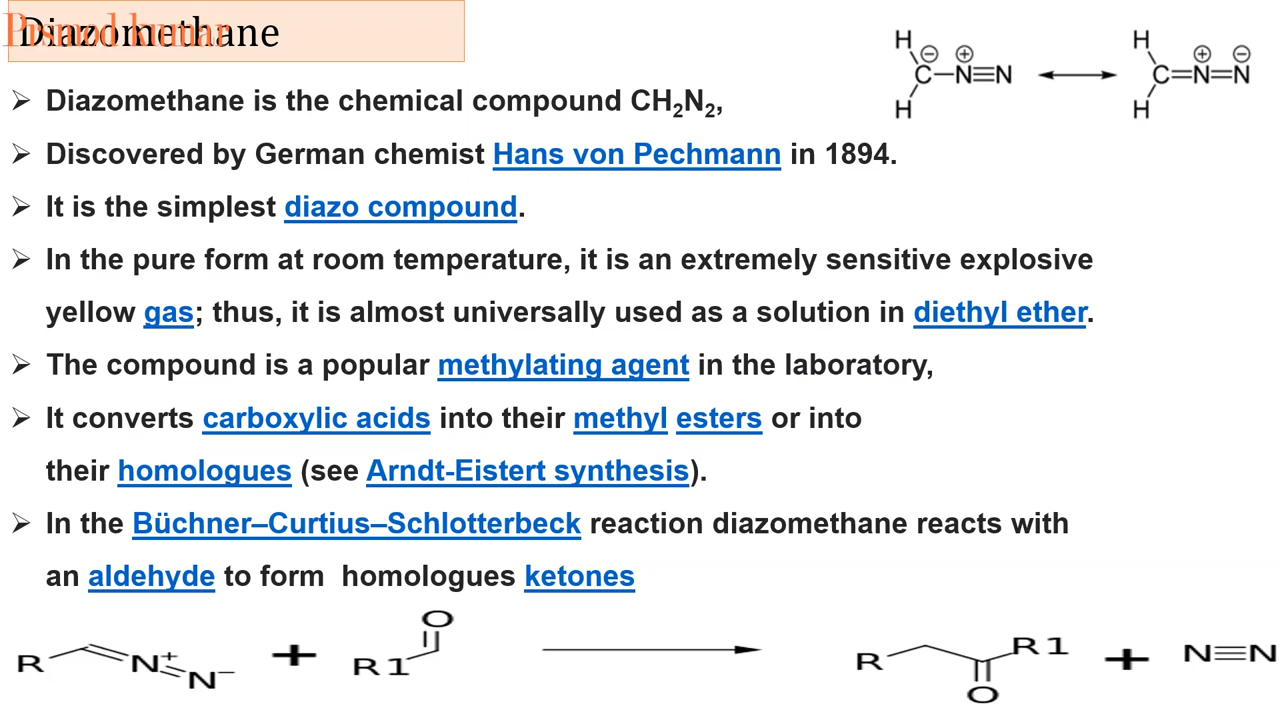 Diazomethane
➢ Diazomethane is the chemical compound CH₂N₂,
➢ Discovered by German chemist Hans von Pechmann in 1894.
➢ It is the simplest diazo compound.
➢ In the pure form at room temperature, it is an extremely sensitive explosive
yellow gas; thus, it is almost universally used as a solution in diethyl ether.
➢ The compound is a popular methylating agent in the laboratory,
➢ It converts carboxylic acids into their methyl esters or into
their homologues (see Arndt-Eistert synthesis).
➢ In the Büchner–Curtius–Schlotterbeck reaction diazomethane reacts with
an aldehyde to form homologues ketones
H
C⊖–N⊕≡N ⟷ C=N⊕=N⊖
H
H
H
R N⁺ N⁻ + R1 O ⟶ R O R1 + N≡N